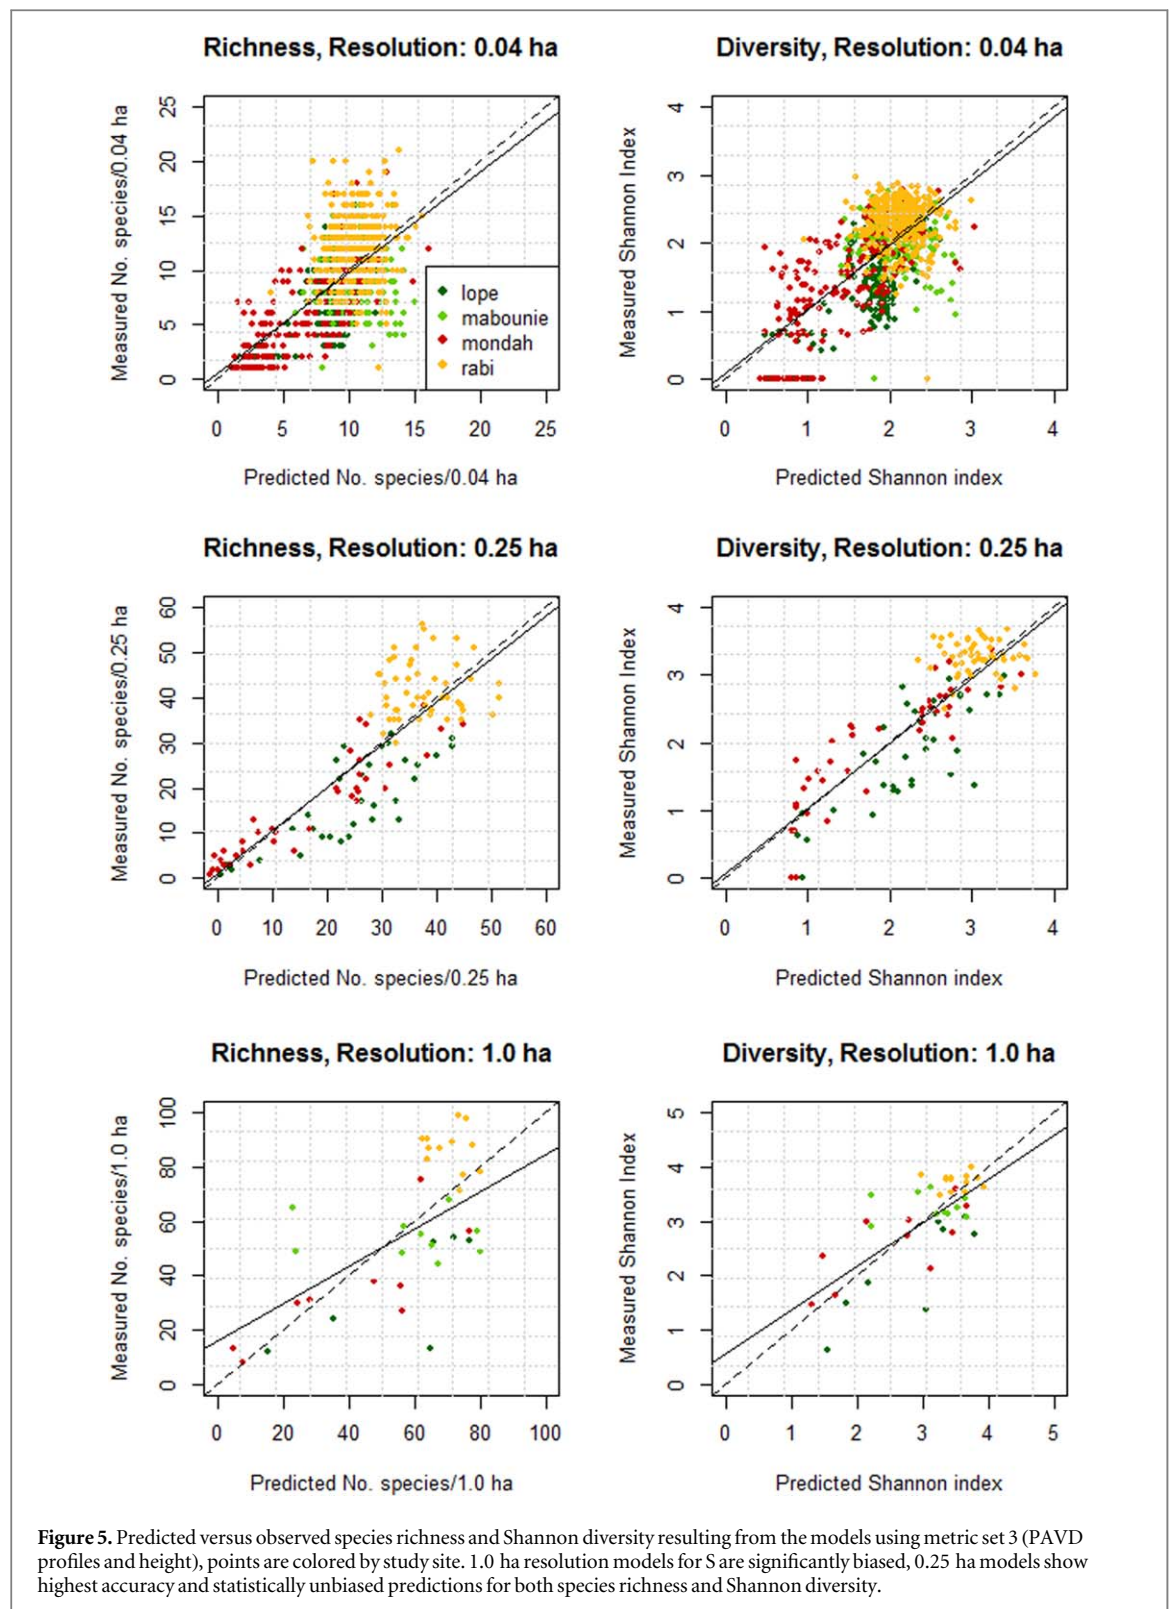 Richness, Resolution: 0.04 ha
Measured No. species/0.04 ha
25
20
15
10
5
0
0 5 10 15 20 25
Predicted No. species/0.04 ha
lope
mabounie
mondah
rabi
Diversity, Resolution: 0.04 ha
Measured Shannon Index
4
3
2
1
0
0 1 2 3 4
Predicted Shannon index
Richness, Resolution: 0.25 ha
Measured No. species/0.25 ha
60
50
40
30
20
10
0
0 10 20 30 40 50 60
Predicted No. species/0.25 ha
Diversity, Resolution: 0.25 ha
Measured Shannon Index
4
3
2
1
0
0 1 2 3 4
Predicted Shannon index
Richness, Resolution: 1.0 ha
Measured No. species/1.0 ha
100
80
60
40
20
0
0 20 40 60 80 100
Predicted No. species/1.0 ha
Diversity, Resolution: 1.0 ha
Measured Shannon Index
5
4
3
2
1
0
0 1 2 3 4 5
Predicted Shannon index
Figure 5. Predicted versus observed species richness and Shannon diversity resulting from the models using metric set 3 (PAVD
profiles and height), points are colored by study site. 1.0 ha resolution models for S are significantly biased, 0.25 ha models show
highest accuracy and statistically unbiased predictions for both species richness and Shannon diversity.